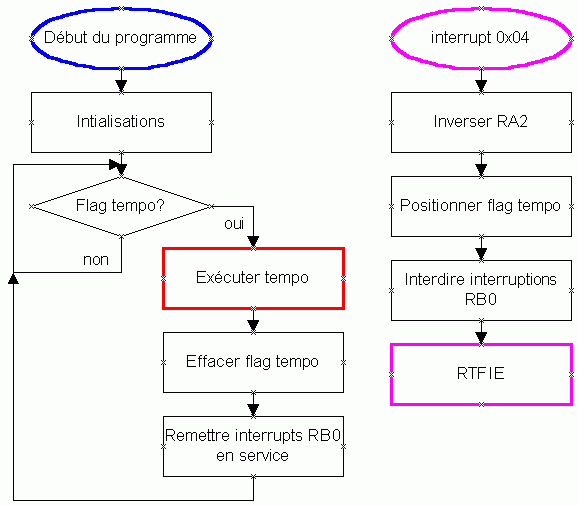 Début du programme
Intialisations
Flag tempo?
oui
non
Exécuter tempo
Effacer flag tempo
Remettre interrupts RB0
en service
interrupt 0x04
Inverser RA2
Positionner flag tempo
Interdire interruptions
RB0
RTFIE